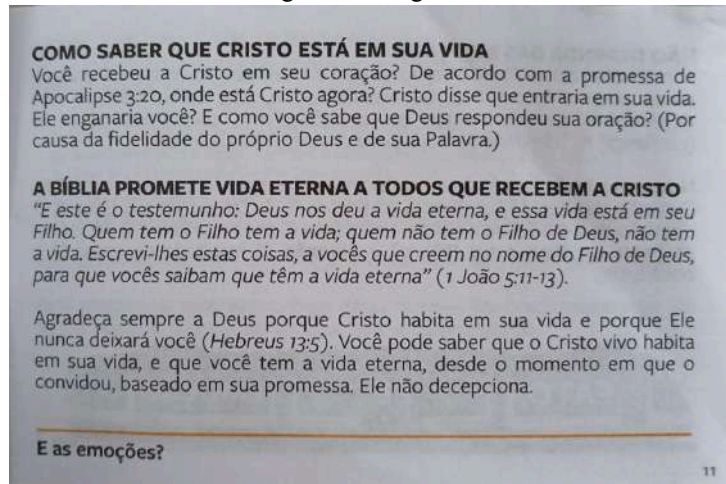 COMO SABER QUE CRISTO ESTÁ EM SUA VIDA
Você recebeu a Cristo em seu coração? De acordo com a promessa de
Apocalipse 3:20, onde está Cristo agora? Cristo disse que entraria em sua vida.
Ele enganaria você? E como você sabe que Deus respondeu sua oração? (Por
causa da fidelidade do próprio Deus e de sua Palavra.)
A BÍBLIA PROMETE VIDA ETERNA A TODOS QUE RECEBEM A CRISTO
"E este é o testemunho: Deus nos deu a vida eterna, e essa vida está em seu
Filho. Quem tem o Filho tem a vida; quem não tem o Filho de Deus, não tem
a vida. Escrevi-lhes estas coisas, a vocês que creem no nome do Filho de Deus,
para que vocês saibam que têm a vida eterna" (1 João 5:11-13).
Agradeça sempre a Deus porque Cristo habita em sua vida e porque Ele
nunca deixará você (Hebreus 13:5). Você pode saber que o Cristo vivo habita
em sua vida, e que você tem a vida eterna, desde o momento em que o
convidou, baseado em sua promessa. Ele não decepciona.
E as emoções?
11